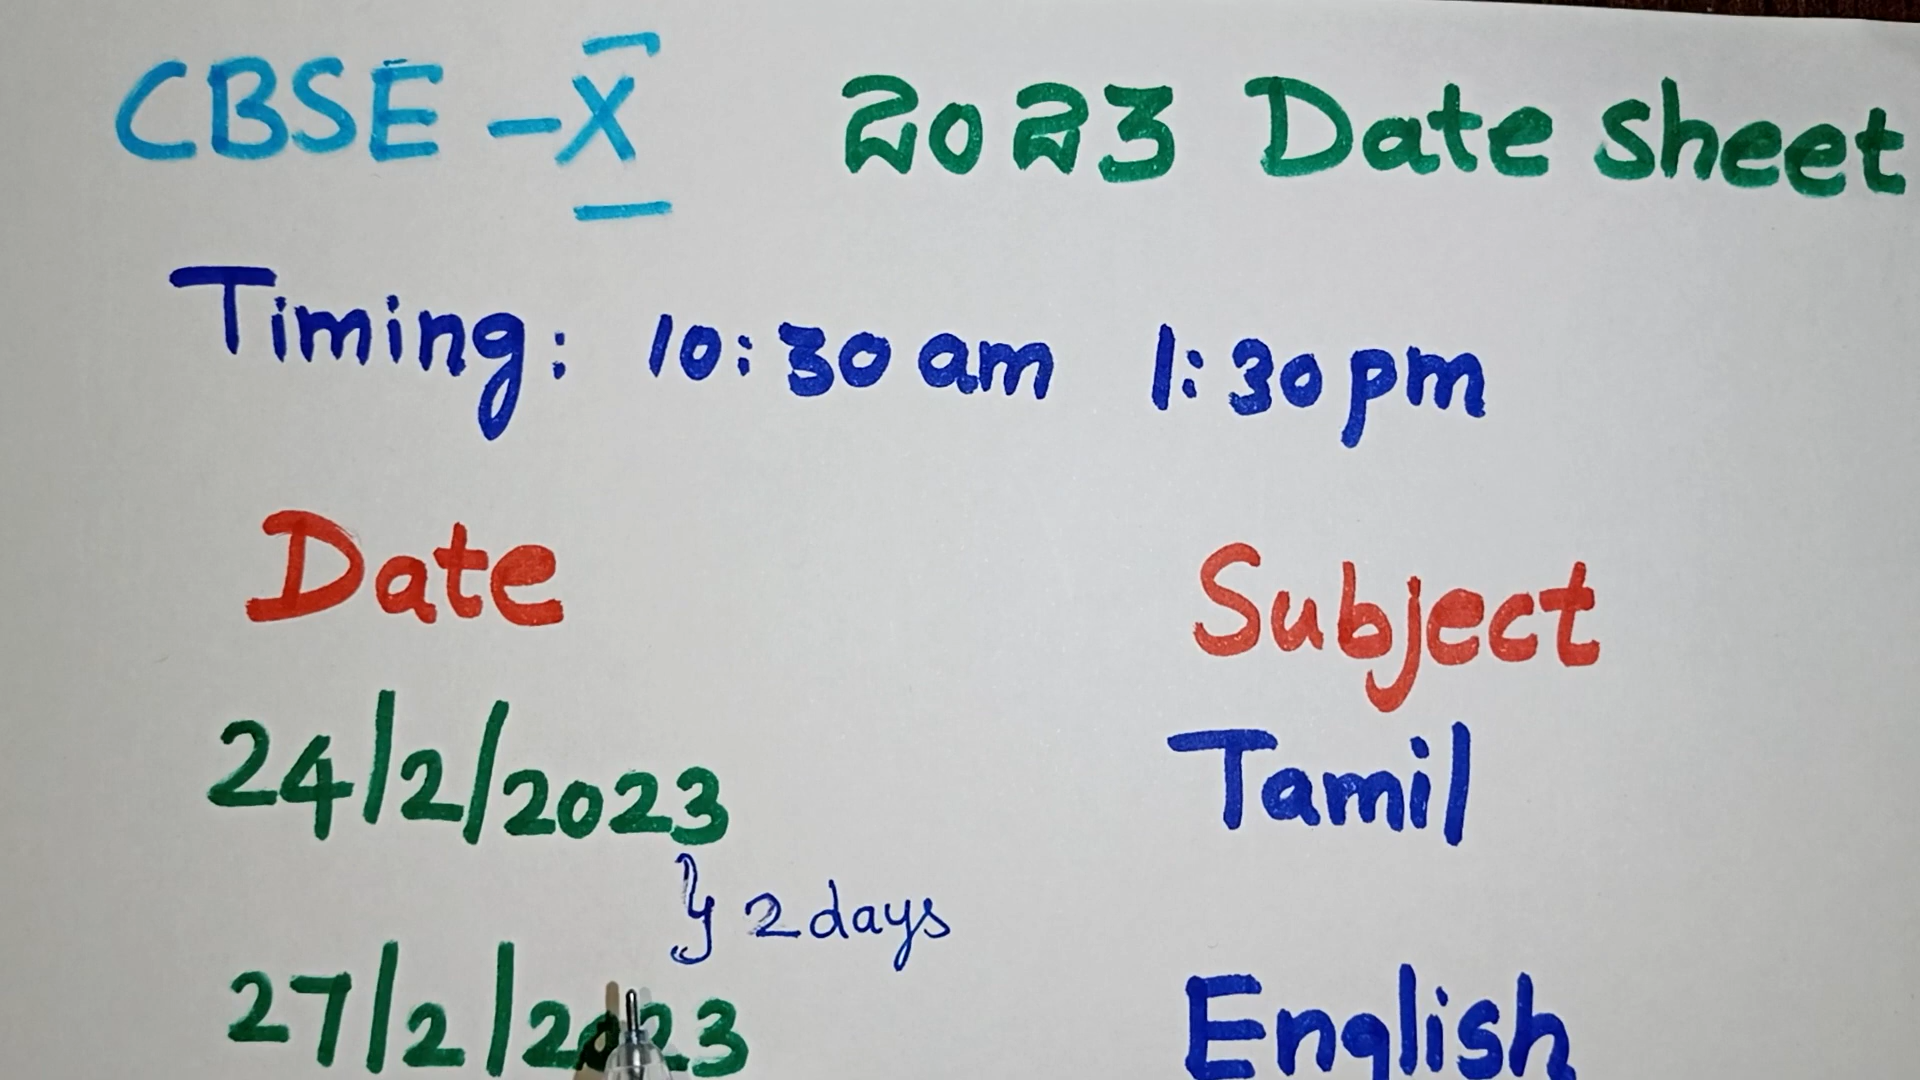 CBSE - X 2023 Date Sheet
Timing: 10:30 am 1:30 pm
Date Subject
24/2/2023 Tamil
2 days
27/2/2023 English